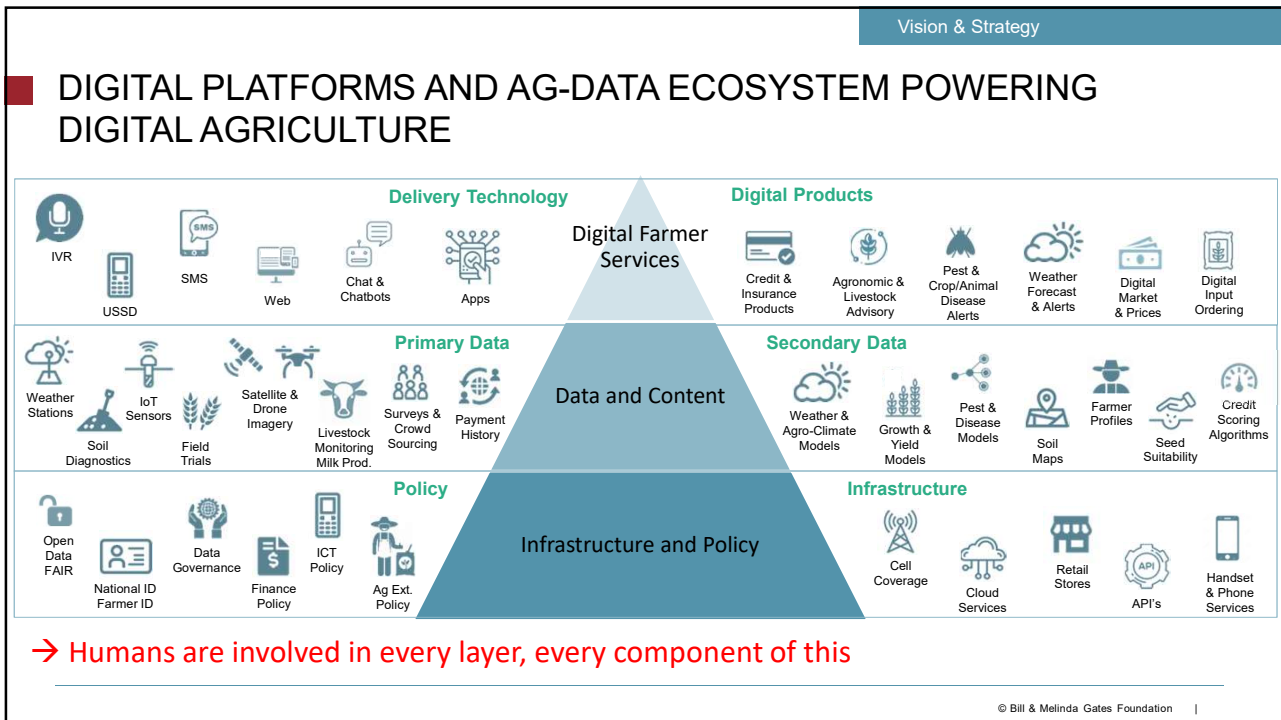 Vision & Strategy
DIGITAL PLATFORMS AND AG-DATA ECOSYSTEM POWERING
DIGITAL AGRICULTURE
Delivery Technology
IVR
USSD
SMS
SMS
Web
Chat &
Chatbots
Apps
Digital Farmer
Services
Digital Products
Credit &
Insurance
Products
Agronomic &
Livestock
Advisory
Pest &
Crop/Animal
Disease
Alerts
Weather
Forecast
& Alerts
Digital
Market
& Prices
Digital
Input
Ordering
Primary Data
Weather
Stations
Soil
Diagnostics
IoT
Sensors
Field
Trials
Satellite &
Drone
Imagery
Livestock
Monitoring
Milk Prod.
Surveys &
Crowd
Sourcing
Payment
History
Data and Content
Secondary Data
Weather &
Agro-Climate
Models
Growth &
Yield
Models
Pest &
Disease
Models
Soil
Maps
Farmer
Profiles
Seed
Suitability
Credit
Scoring
Algorithms
Policy
Open
Data
FAIR
National ID
Farmer ID
Data
Governance
Finance
Policy
ICT
Policy
Ag Ext.
Policy
Infrastructure and Policy
Infrastructure
Cell
Coverage
Cloud
Services
Retail
Stores
API
API's
Handset
& Phone
Services
→ Humans are involved in every layer, every component of this
© Bill & Melinda Gates Foundation |